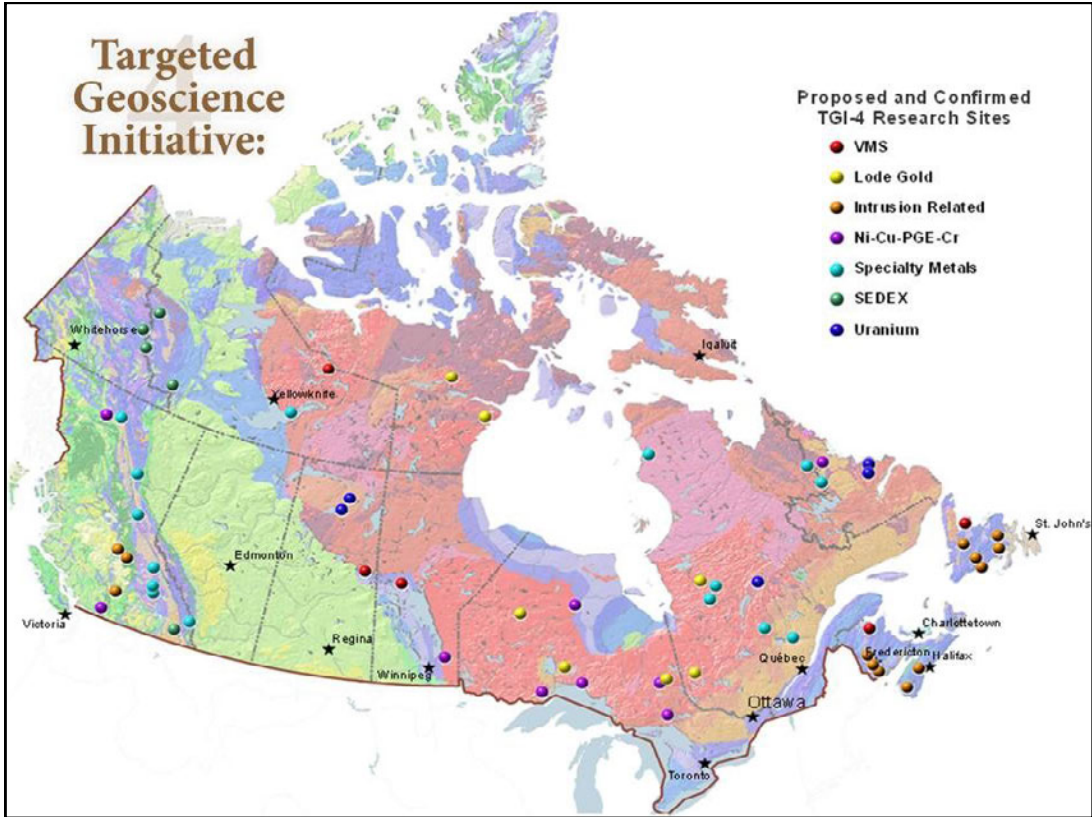 4
Targeted
Geoscience
Initiative:
Proposed and Confirmed
TGI-4 Research Sites
VMS
Lode Gold
Intrusion Related
Ni-Cu-PGE-Cr
Specialty Metals
SEDEX
Uranium
Whitehorse
Iqaluit
Yellowknife
St. John's
Edmonton
Victoria
Charlottetown
Regina
Fredericton
Québec
Halifax
Winnipeg
Ottawa
Toronto